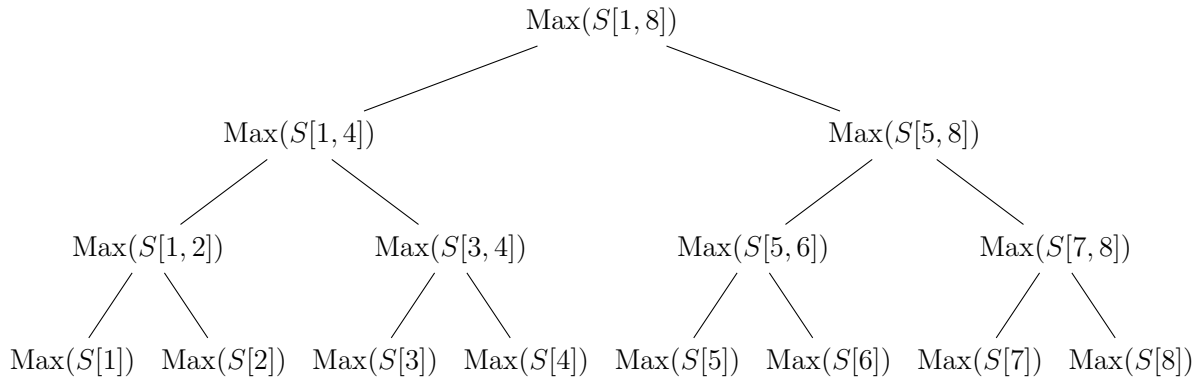 Max(S[1, 8])
Max(S[1, 4]) Max(S[5, 8])
Max(S[1, 2]) Max(S[3, 4]) Max(S[5, 6]) Max(S[7, 8])
Max(S[1]) Max(S[2]) Max(S[3]) Max(S[4]) Max(S[5]) Max(S[6]) Max(S[7]) Max(S[8])